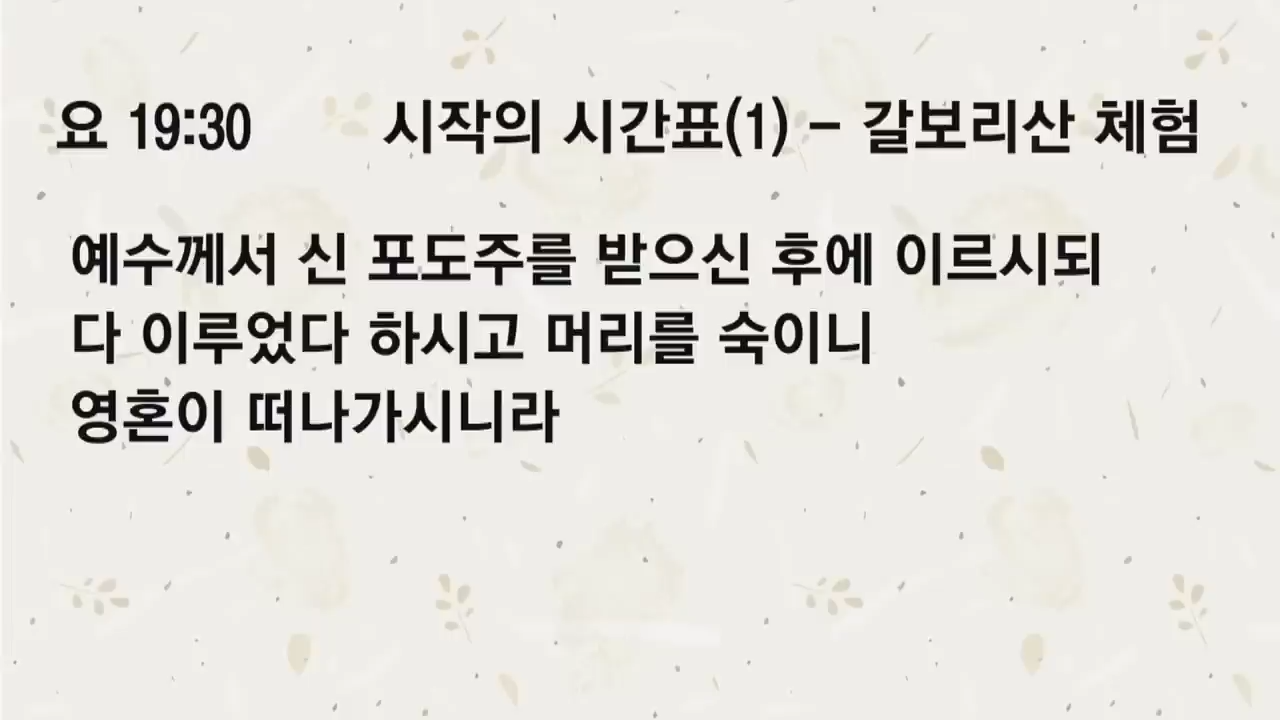 요 19:30 시작의 시간표(1) - 갈보리산 체험
예수께서 신 포도주를 받으신 후에 이르시되
다 이루었다 하시고 머리를 숙이니
영혼이 떠나가시니라